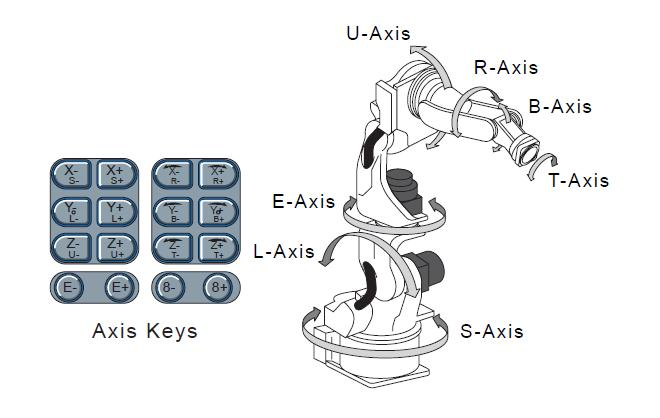 U-Axis
R-Axis
B-Axis
T-Axis
E-Axis
L-Axis
S-Axis
X- X+ X- X+
S- S+ R- R+
Y- Y+ Y- Y+
L- L+ B- B+
Z- Z+ Z- Z+
U- U+ T- T+
E- E+ 8- 8+
Axis Keys